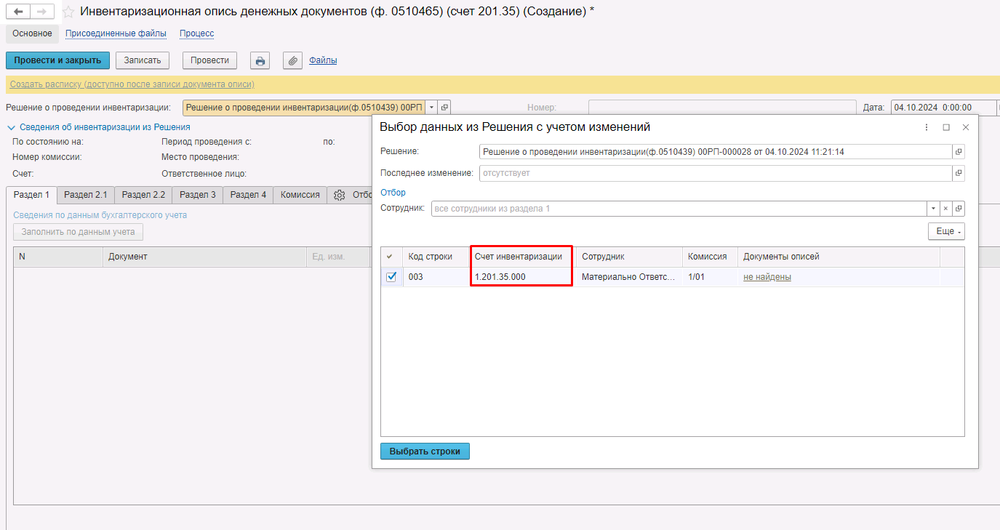 Инвентаризационная опись денежных документов (ф. 0510465) (счет 201.35) (Создание) *
Основное Присоединенные файлы Процесс
Провести и закрыть Записать Провести Файлы
Создать расписку (доступно после записи документа описи)
Решение о проведении инвентаризации: Решение о проведении инвентаризации(ф.0510439) 00РП Номер: Дата: 04.10.2024 0:00:00
Сведения об инвентаризации из Решения
По состоянию на: Период проведения с: по:
Номер комиссии: Место проведения:
Счет: Ответственное лицо:
Раздел 1 Раздел 2.1 Раздел 2.2 Раздел 3 Раздел 4 Комиссия Отбо
Сведения по данным бухгалтерского учета
Заполнить по данным учета
N Документ Ед. изм.
Выбор данных из Решения с учетом изменений
Решение: Решение о проведении инвентаризации(ф.0510439) 00РП-000028 от 04.10.2024 11:21:14
Последнее изменение: отсутствует
Отбор
Сотрудник: все сотрудники из раздела 1
Еще
Код строки Счет инвентаризации Сотрудник Комиссия Документы описей
003 1.201.35.000 Материально Ответс... 1/01 не найдены
Выбрать строки